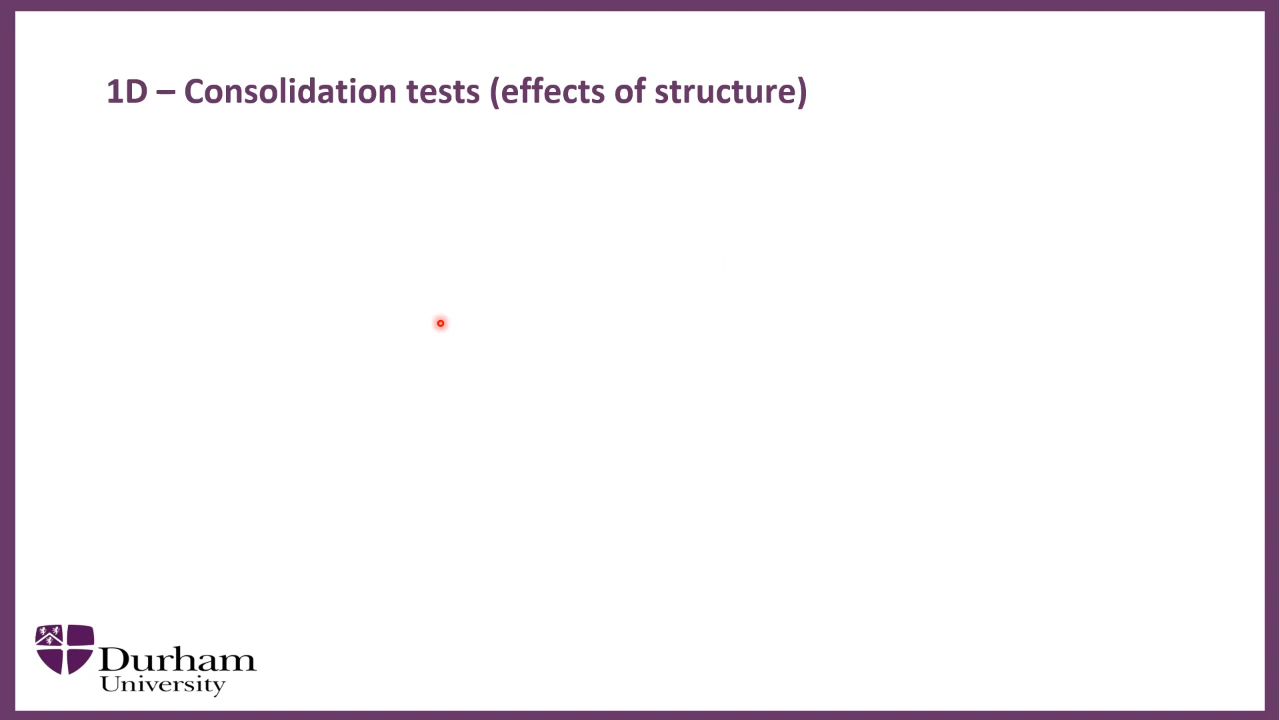 1D – Consolidation tests (effects of structure)
Durham
University